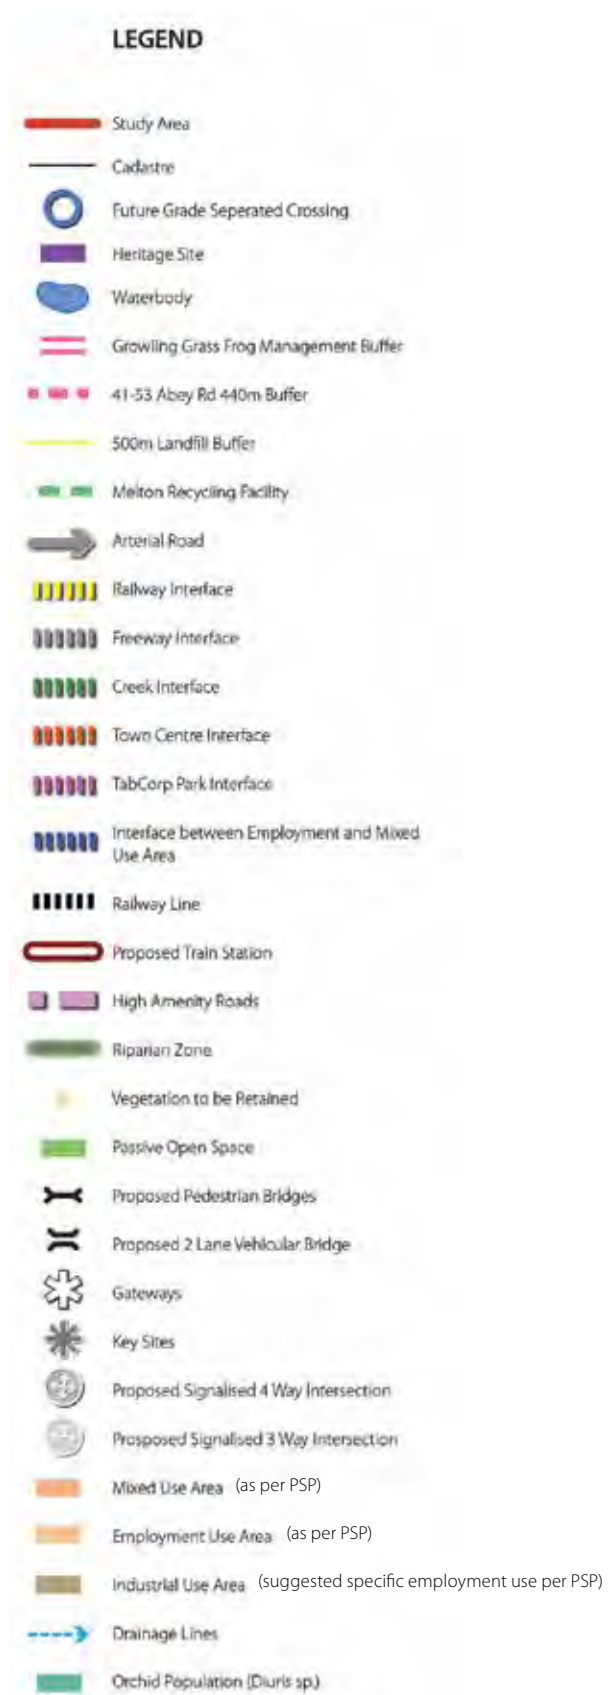 LEGEND
Study Area
Cadastre
Future Grade Seperated Crossing
Heritage Site
Waterbody
Growling Grass Frog Management Buffer
41-53 Abey Rd 440m Buffer
500m Landfill Buffer
Melton Recycling Facility
Arterial Road
Railway Interface
Freeway Interface
Creek Interface
Town Centre Interface
TabCorp Park Interface
Interface between Employment and Mixed
Use Area
Railway Line
Proposed Train Station
High Amenity Roads
Riparian Zone
Vegetation to be Retained
Passive Open Space
Proposed Pedestrian Bridges
Proposed 2 Lane Vehicular Bridge
Gateways
Key Sites
Proposed Signalised 4 Way Intersection
Prosposed Signalised 3 Way Intersection
Mixed Use Area (as per PSP)
Employment Use Area (as per PSP)
Industrial Use Area (suggested specific employment use per PSP)
Drainage Lines
Orchid Population (Diuris sp.)